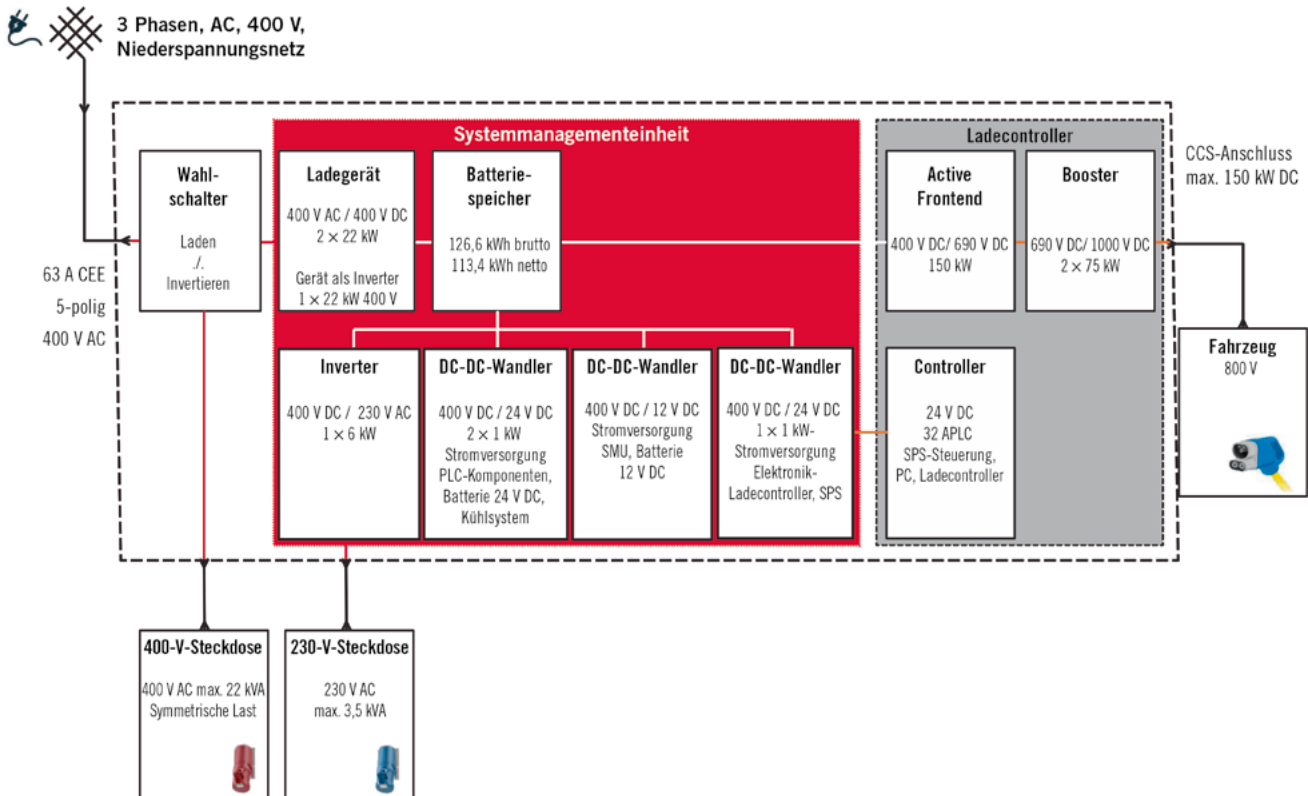 3 Phasen, AC, 400 V,
Niederspannungsnetz
Systemmanagementeinheit
Ladecontroller
CCS-Anschluss
max. 150 kW DC
63 A CEE
5-polig
400 V AC
Wahl-
schalter
Laden
./.
Invertieren
Ladegerät
400 V AC / 400 V DC
2 × 22 kW
Gerät als Inverter
1 × 22 kW 400 V
Batterie-
speicher
126,6 kWh brutto
113,4 kWh netto
Active
Frontend
400 V DC/ 690 V DC
150 kW
Booster
690 V DC/ 1000 V DC
2 × 75 kW
Fahrzeug
800 V
Inverter
400 V DC / 230 V AC
1 × 6 kW
DC-DC-Wandler
400 V DC / 24 V DC
2 × 1 kW
Stromversorgung
PLC-Komponenten,
Batterie 24 V DC,
Kühlsystem
DC-DC-Wandler
400 V DC / 12 V DC
Stromversorgung
SMU, Batterie
12 V DC
DC-DC-Wandler
400 V DC / 24 V DC
1 × 1 kW-
Stromversorgung
Elektronik-
Ladecontroller, SPS
Controller
24 V DC
32 APLC
SPS-Steuerung,
PC, Ladecontroller
400-V-Steckdose
400 V AC max. 22 kVA
Symmetrische Last
230-V-Steckdose
230 V AC
max. 3,5 kVA